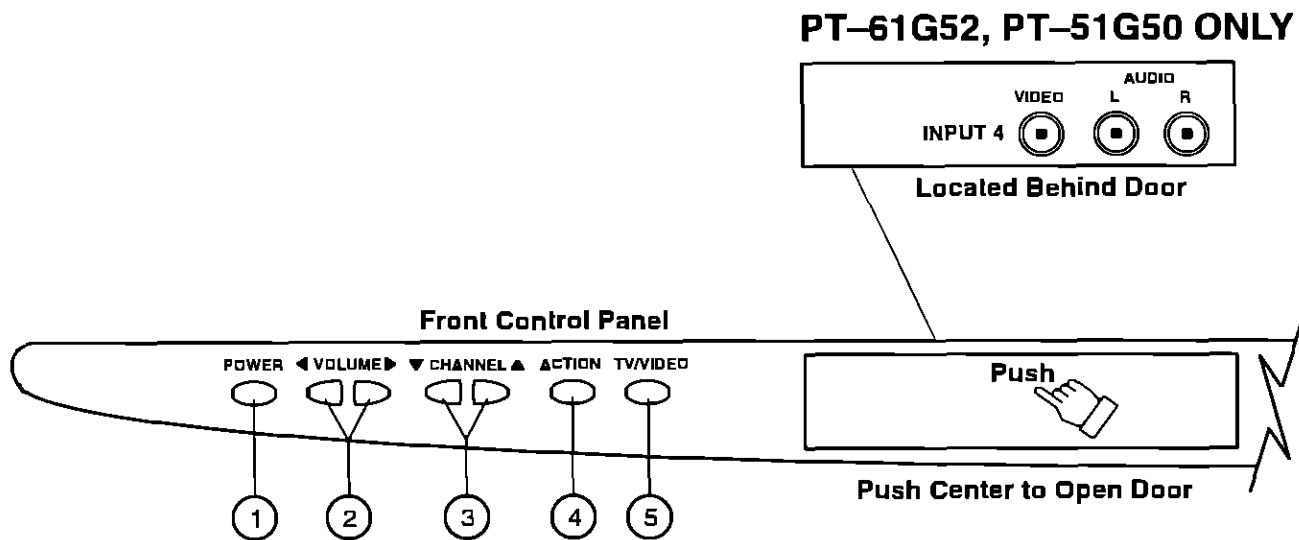 PT–61G52, PT–51G50 ONLY
AUDIO
VIDEO L R
INPUT 4
Located Behind Door
Front Control Panel
POWER ◀ VOLUME ▶ ▼ CHANNEL ▲ ACTION TV/VIDEO
Push
1 2 3 4 5
Push Center to Open Door